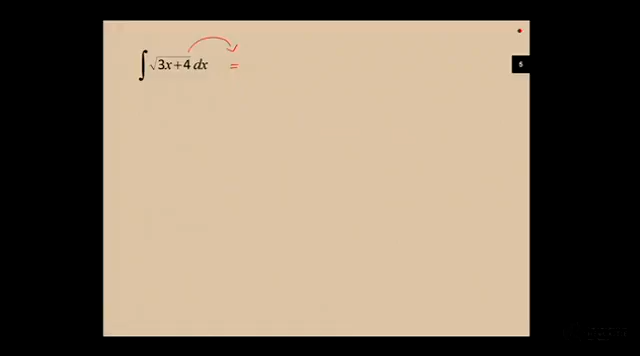 ∫ √3x+4 dx =
5